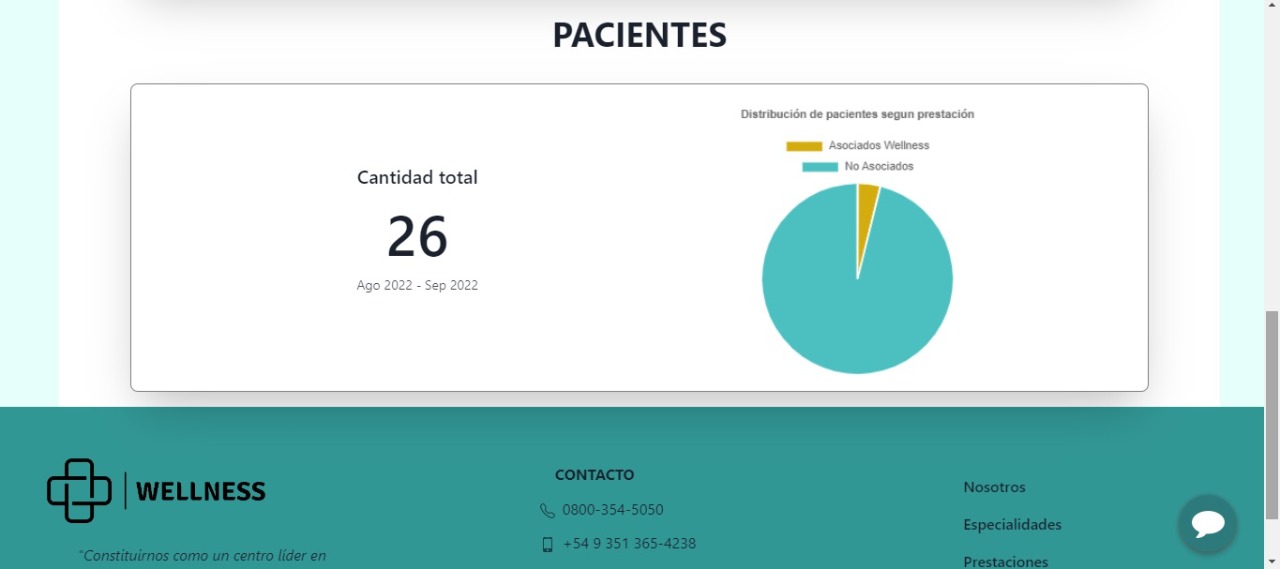 PACIENTES
Cantidad total
26
Ago 2022 - Sep 2022
Distribución de pacientes segun prestación
Asociados Wellness
No Asociados
WELLNESS
"Constituirnos como un centro líder en
CONTACTO
0800-354-5050
+54 9 351 365-4238
Nosotros
Especialidades
Prestaciones